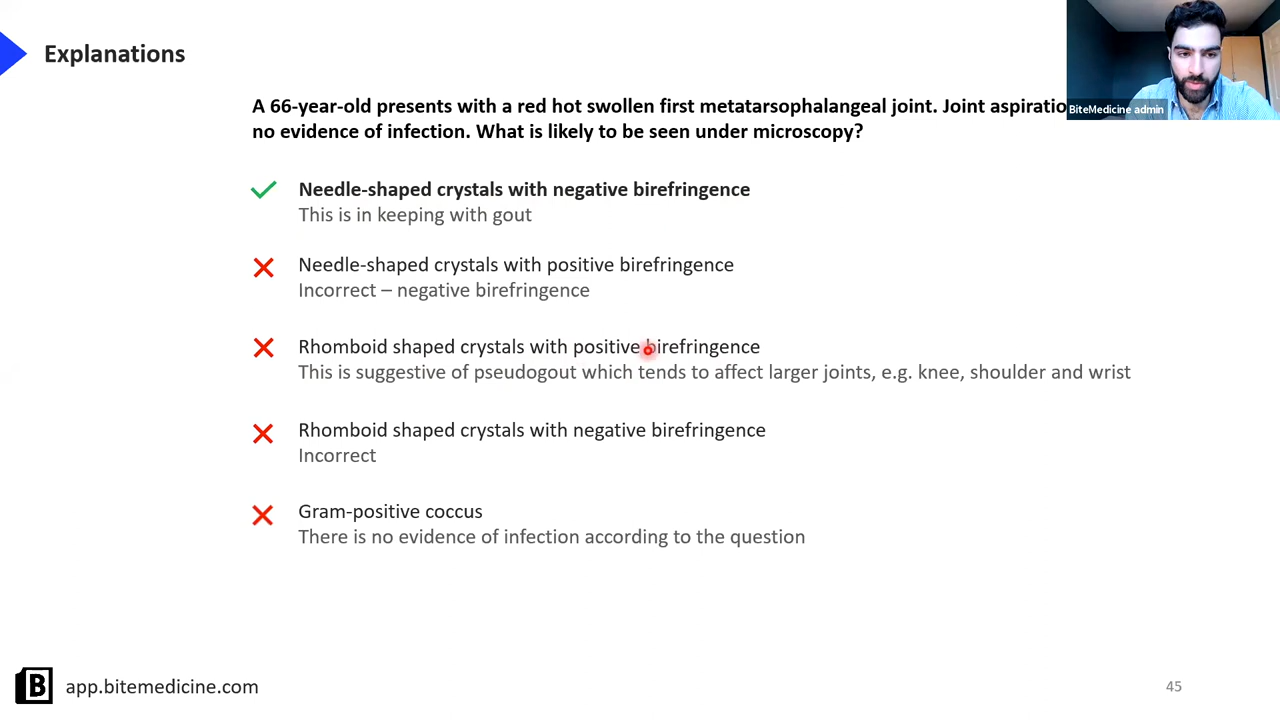 Explanations
BiteMedicine admin
A 66-year-old presents with a red hot swollen first metatarsophalangeal joint. Joint
no evidence of infection. What is likely to be seen under microscopy?
Needle-shaped crystals with negative birefringence
This is in keeping with gout
Needle-shaped crystals with positive birefringence
Incorrect – negative birefringence
Rhomboid shaped crystals with positive birefringence
This is suggestive of pseudogout which tends to affect larger joints, e.g. knee, shoulder and wrist
Rhomboid shaped crystals with negative birefringence
Incorrect
Gram-positive coccus
There is no evidence of infection according to the question
B
app.bitemedicine.com
45